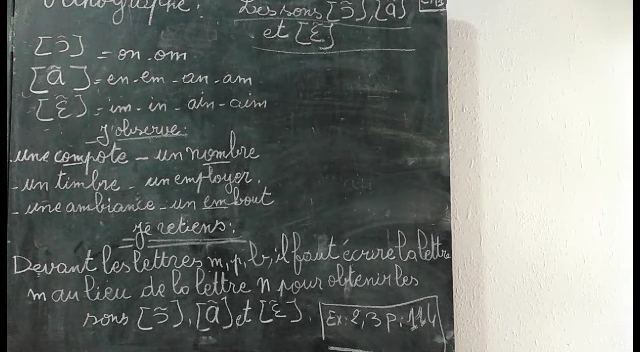 Orthographe: Les sons [ɔ̃], [ɑ̃]
et [ɛ̃]
[ɔ̃] = on - om
[ɑ̃] = en - em - an - am
[ɛ̃] = im - in - ain - aim
j'observe:
- une compote - un nombre
- un timbre - un employer.
- une ambiance - un embout
je retiens:
Devant les lettres m, p, b, il faut écrire la lettre
m au lieu de la lettre n pour obtenir les
sons [ɔ̃], [ɑ̃] et [ɛ̃].
Ex: 2, 3 p: 114